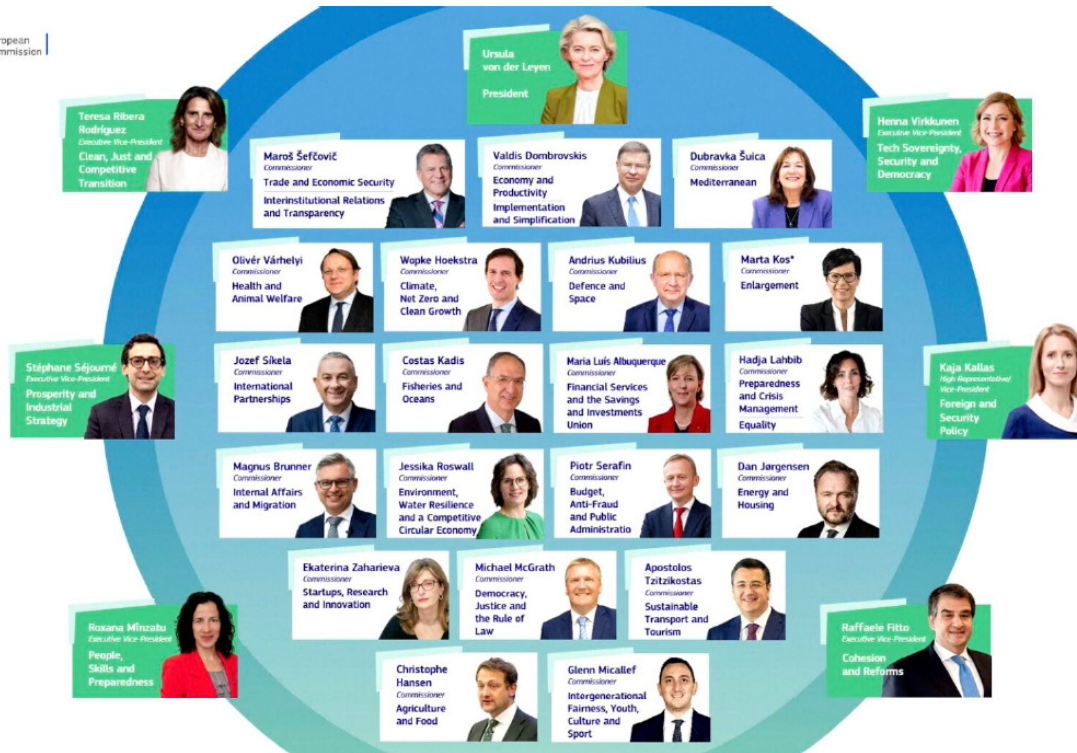 Ursula
von der Leyen
President
Teresa Ribera
Rodríguez
Executive Vice-President
Clean, Just and
Competitive
Transition
Henna Virkkunen
Executive Vice-President
Tech Sovereignty,
Security and
Democracy
Maroš Šefčovič
Commissioner
Trade and Economic Security
Interinstitutional Relations
and Transparency
Valdis Dombrovskis
Commissioner
Economy and
Productivity
Implementation
and Simplification
Dubravka Šuica
Commissioner
Mediterranean
Olivér Várhelyi
Commissioner
Health and
Animal Welfare
Wopke Hoekstra
Commissioner
Climate,
Net Zero and
Clean Growth
Andrius Kubilius
Commissioner
Defence and
Space
Marta Kos*
Commissioner
Enlargement
Stéphane Séjourné
Executive Vice-President
Prosperity and
Industrial
Strategy
Jozef Síkela
Commissioner
International
Partnerships
Costas Kadis
Commissioner
Fisheries and
Oceans
Maria Luís Albuquerque
Commissioner
Financial Services
and the Savings
and Investments
Union
Hadja Lahbib
Commissioner
Preparedness
and Crisis
Management
Equality
Kaja Kallas
High Representative/
Vice-President
Foreign and
Security
Policy
Magnus Brunner
Commissioner
Internal Affairs
and Migration
Jessika Roswall
Commissioner
Environment,
Water Resilience
and a Competitive
Circular Economy
Piotr Serafin
Commissioner
Budget,
Anti-Fraud
and Public
Administratio
Dan Jørgensen
Commissioner
Energy and
Housing
Ekaterina Zaharieva
Commissioner
Startups, Research
and Innovation
Michael McGrath
Commissioner
Democracy,
Justice and
the Rule of
Law
Apostolos
Tzitzikostas
Commissioner
Sustainable
Transport and
Tourism
Roxana Mînzatu
Executive Vice-President
People,
Skills and
Preparedness
Raffaele Fitto
Executive Vice-President
Cohesion
and Reforms
Christophe
Hansen
Commissioner
Agriculture
and Food
Glenn Micallef
Commissioner
Intergenerational
Fairness, Youth,
Culture and
Sport